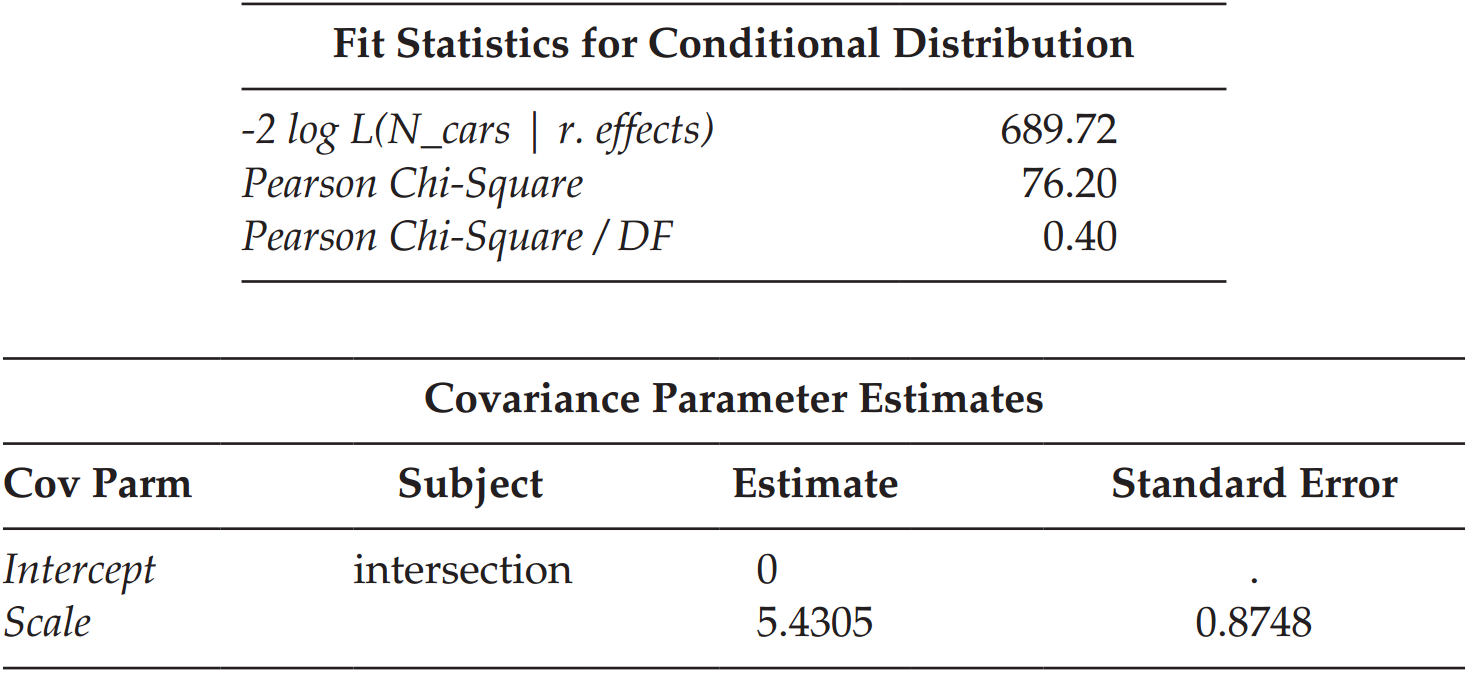 Fit Statistics for Conditional Distribution
-2 log L(N_cars | r. effects) 689.72
Pearson Chi-Square 76.20
Pearson Chi-Square / DF 0.40
Covariance Parameter Estimates
Cov Parm Subject Estimate Standard Error
Intercept intersection 0 .
Scale 5.4305 0.8748